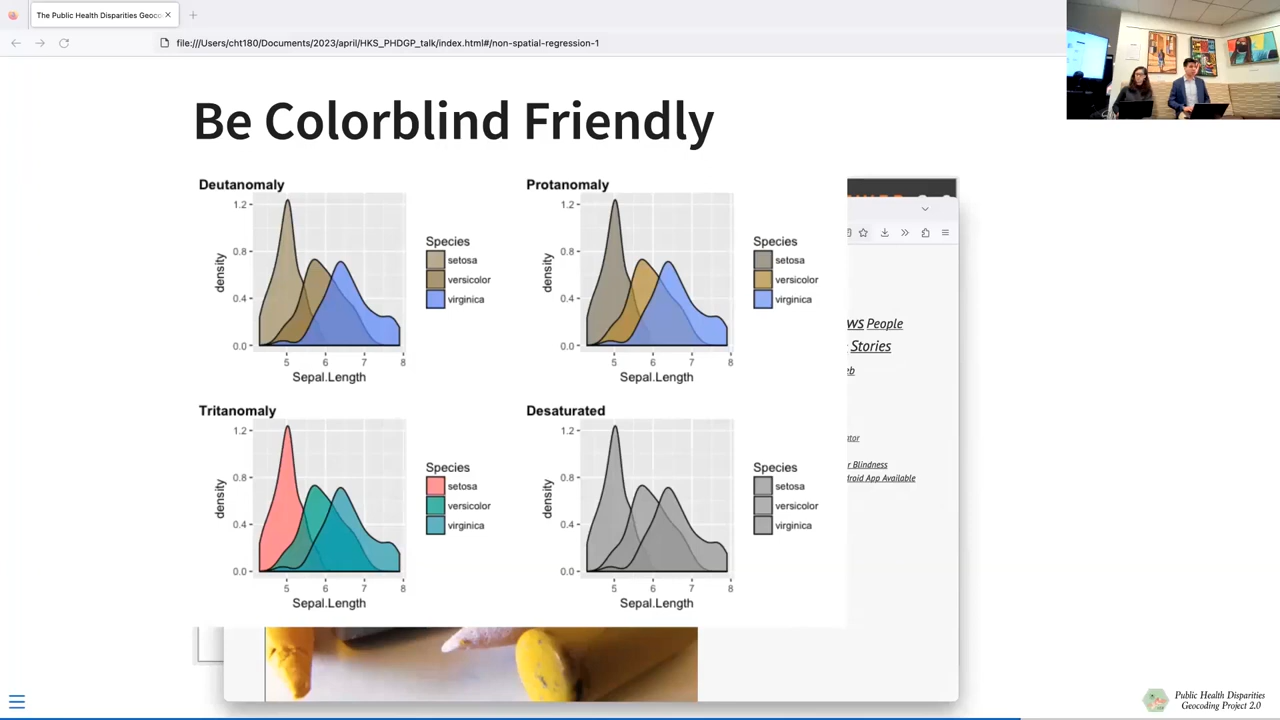 The Public Health Disparities Geoco
file:///Users/cht180/Documents/2023/april/HKS_PHDGP_talk/index.html#/non-spatial-regression-1
Be Colorblind Friendly
Deutanomaly
1.2
0.8
0.4
0.0
density
5 6 7 8
Sepal.Length
Species
setosa
versicolor
virginica
Protanomaly
1.2
0.8
0.4
0.0
density
5 6 7 8
Sepal.Length
Species
setosa
versicolor
virginica
Tritanomaly
1.2
0.8
0.4
0.0
density
5 6 7 8
Sepal.Length
Species
setosa
versicolor
virginica
Desaturated
1.2
0.8
0.4
0.0
density
5 6 7 8
Sepal.Length
Species
setosa
versicolor
virginica
ws People
Stories
eb
ator
r Blindness
droid App Available
Public Health Disparities
Geocoding Project 2.0